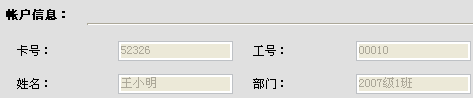 帐户信息：
卡号： 52326 工号： 00010
姓名： 王小明 部门： 2007级1班